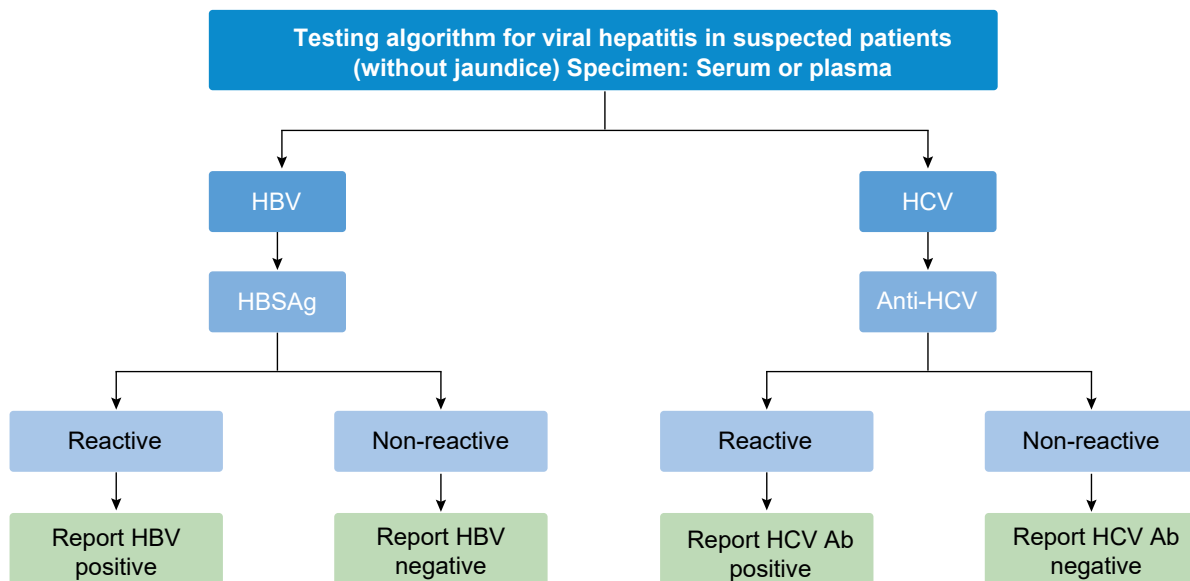 Testing algorithm for viral hepatitis in suspected patients
(without jaundice) Specimen: Serum or plasma
HBV
HCV
HBSAg
Anti-HCV
Reactive
Non-reactive
Reactive
Non-reactive
Report HBV
positive
Report HBV
negative
Report HCV Ab
positive
Report HCV Ab
negative